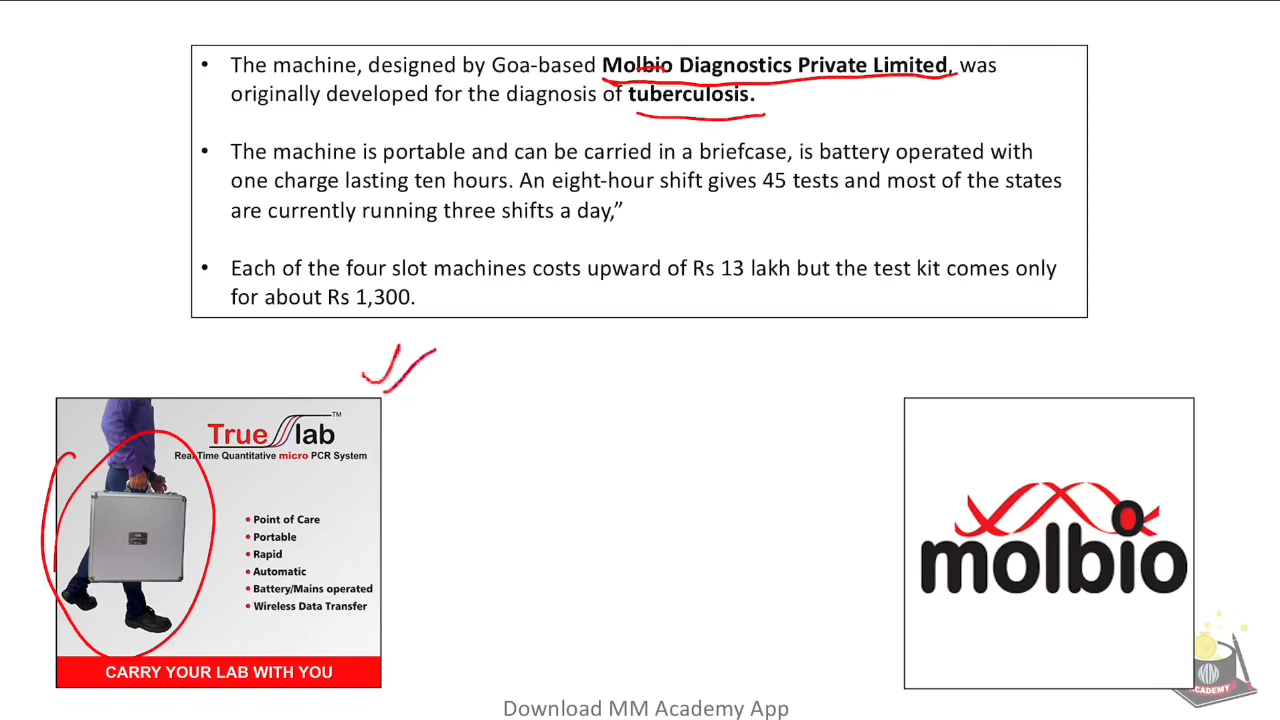 • The machine, designed by Goa-based Molbio Diagnostics Private Limited, was
originally developed for the diagnosis of tuberculosis.
• The machine is portable and can be carried in a briefcase, is battery operated with
one charge lasting ten hours. An eight-hour shift gives 45 tests and most of the states
are currently running three shifts a day,”
• Each of the four slot machines costs upward of Rs 13 lakh but the test kit comes only
for about Rs 1,300.
True lab TM
Real Time Quantitative micro PCR System
• Point of Care
• Portable
• Rapid
• Automatic
• Battery/Mains operated
• Wireless Data Transfer
CARRY YOUR LAB WITH YOU
molbio
ACADEMY
Download MM Academy App